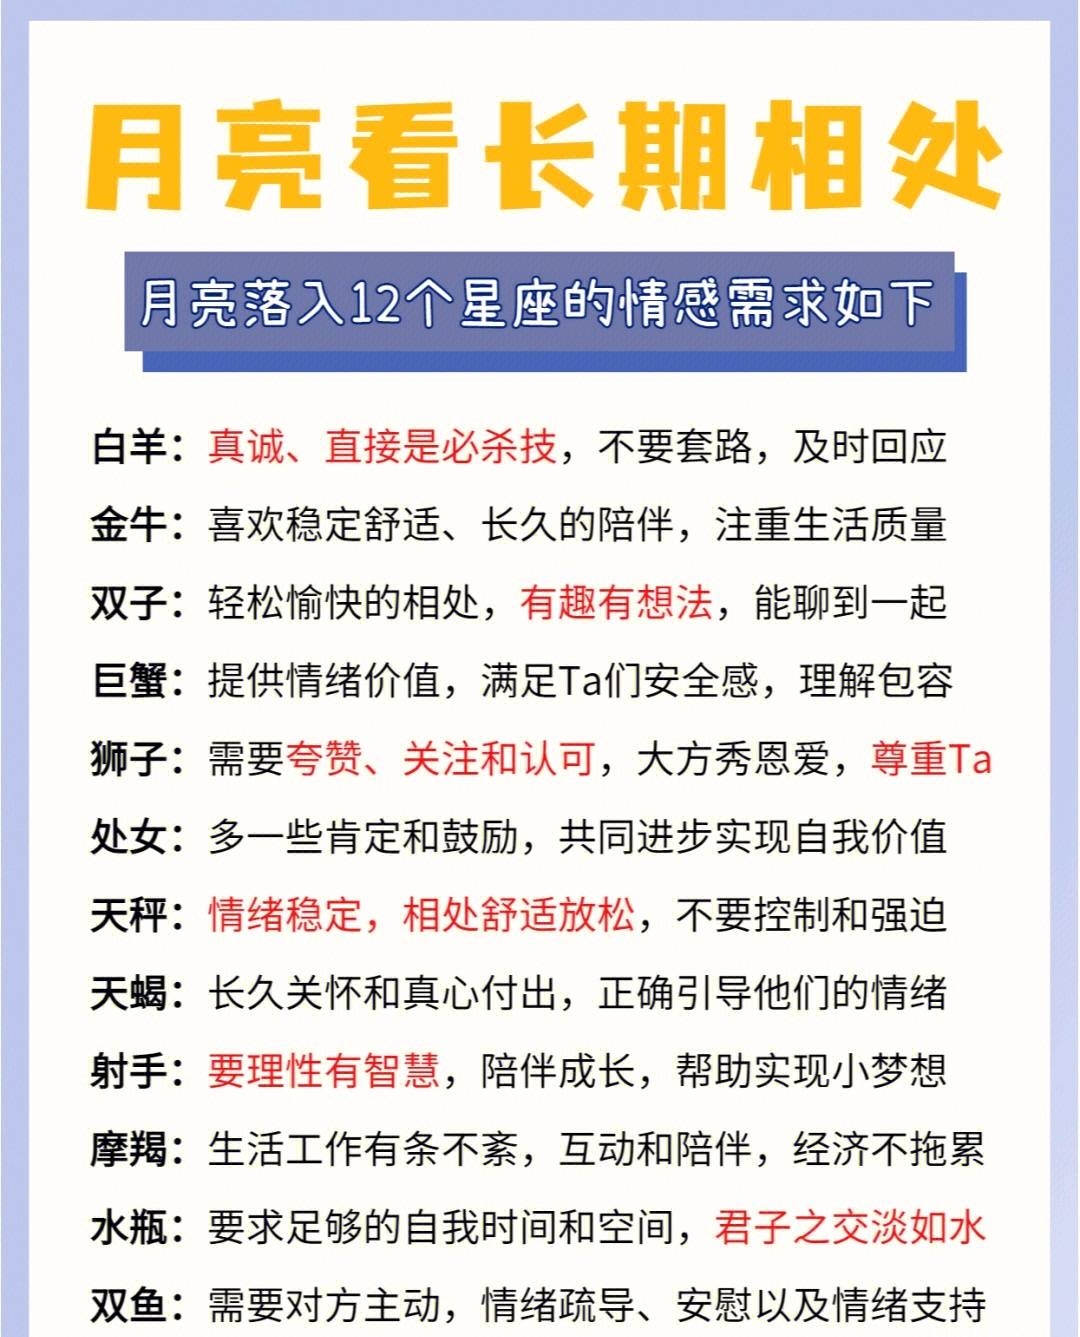 月亮看长期相处
月亮落入12个星座的情感需求如下
白羊：真诚、直接是必杀技，不要套路，及时回应
金牛：喜欢稳定舒适、长久的陪伴，注重生活质量
双子：轻松愉快的相处，有趣有想法，能聊到一起
巨蟹：提供情绪价值，满足Ta们安全感，理解包容
狮子：需要夸赞、关注和认可，大方秀恩爱，尊重Ta
处女：多一些肯定和鼓励，共同进步实现自我价值
天秤：情绪稳定，相处舒适放松，不要控制和强迫
天蝎：长久关怀和真心付出，正确引导他们的情绪
射手：要理性有智慧，陪伴成长，帮助实现小梦想
摩羯：生活工作有条不紊，互动和陪伴，经济不拖累
水瓶：要求足够的自我时间和空间，君子之交淡如水
双鱼：需要对方主动，情绪疏导、安慰以及情绪支持